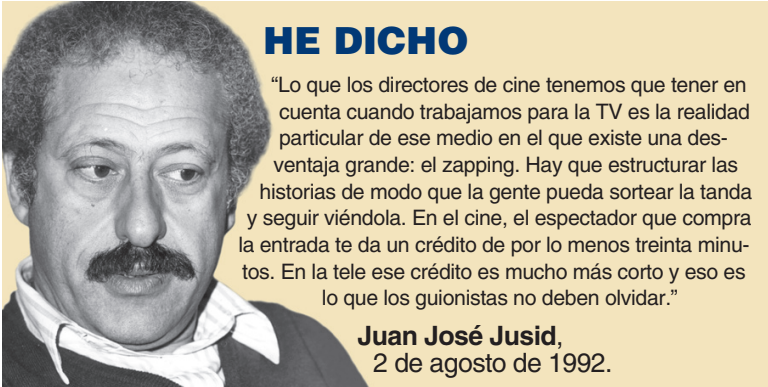 HE DICHO
“Lo que los directores de cine tenemos que tener en
cuenta cuando trabajamos para la TV es la realidad
particular de ese medio en el que existe una des-
ventaja grande: el zapping. Hay que estructurar las
historias de modo que la gente pueda sortear la tanda
y seguir viéndola. En el cine, el espectador que compra
la entrada te da un crédito de por lo menos treinta minu-
tos. En la tele ese crédito es mucho más corto y eso es
lo que los guionistas no deben olvidar.”
Juan José Jusid,
2 de agosto de 1992.